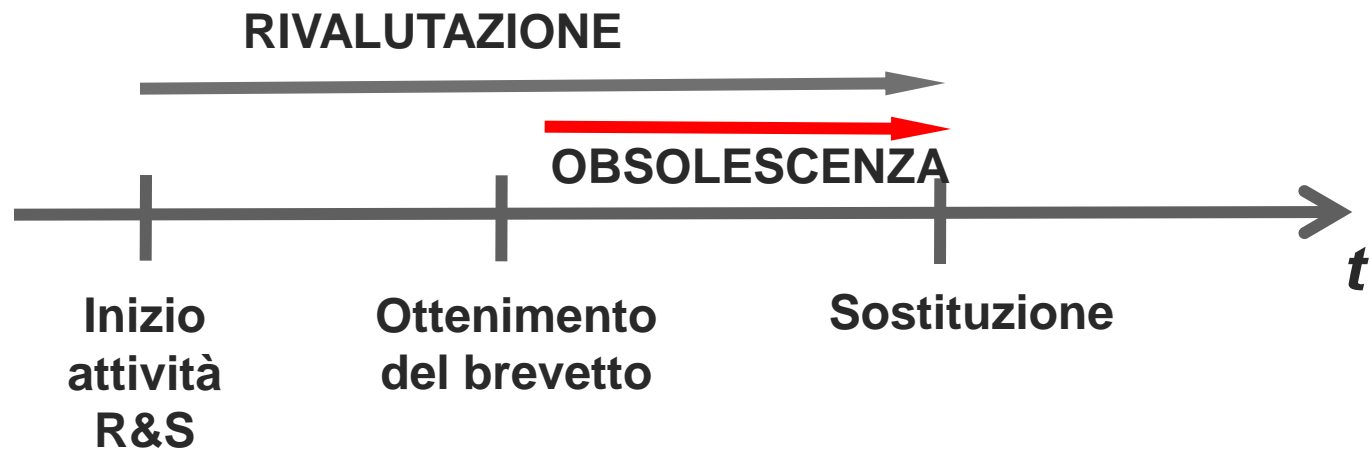 RIVALUTAZIONE
OBSOLESCENZA
t
Inizio
attività
R&S
Ottenimento
del brevetto
Sostituzione